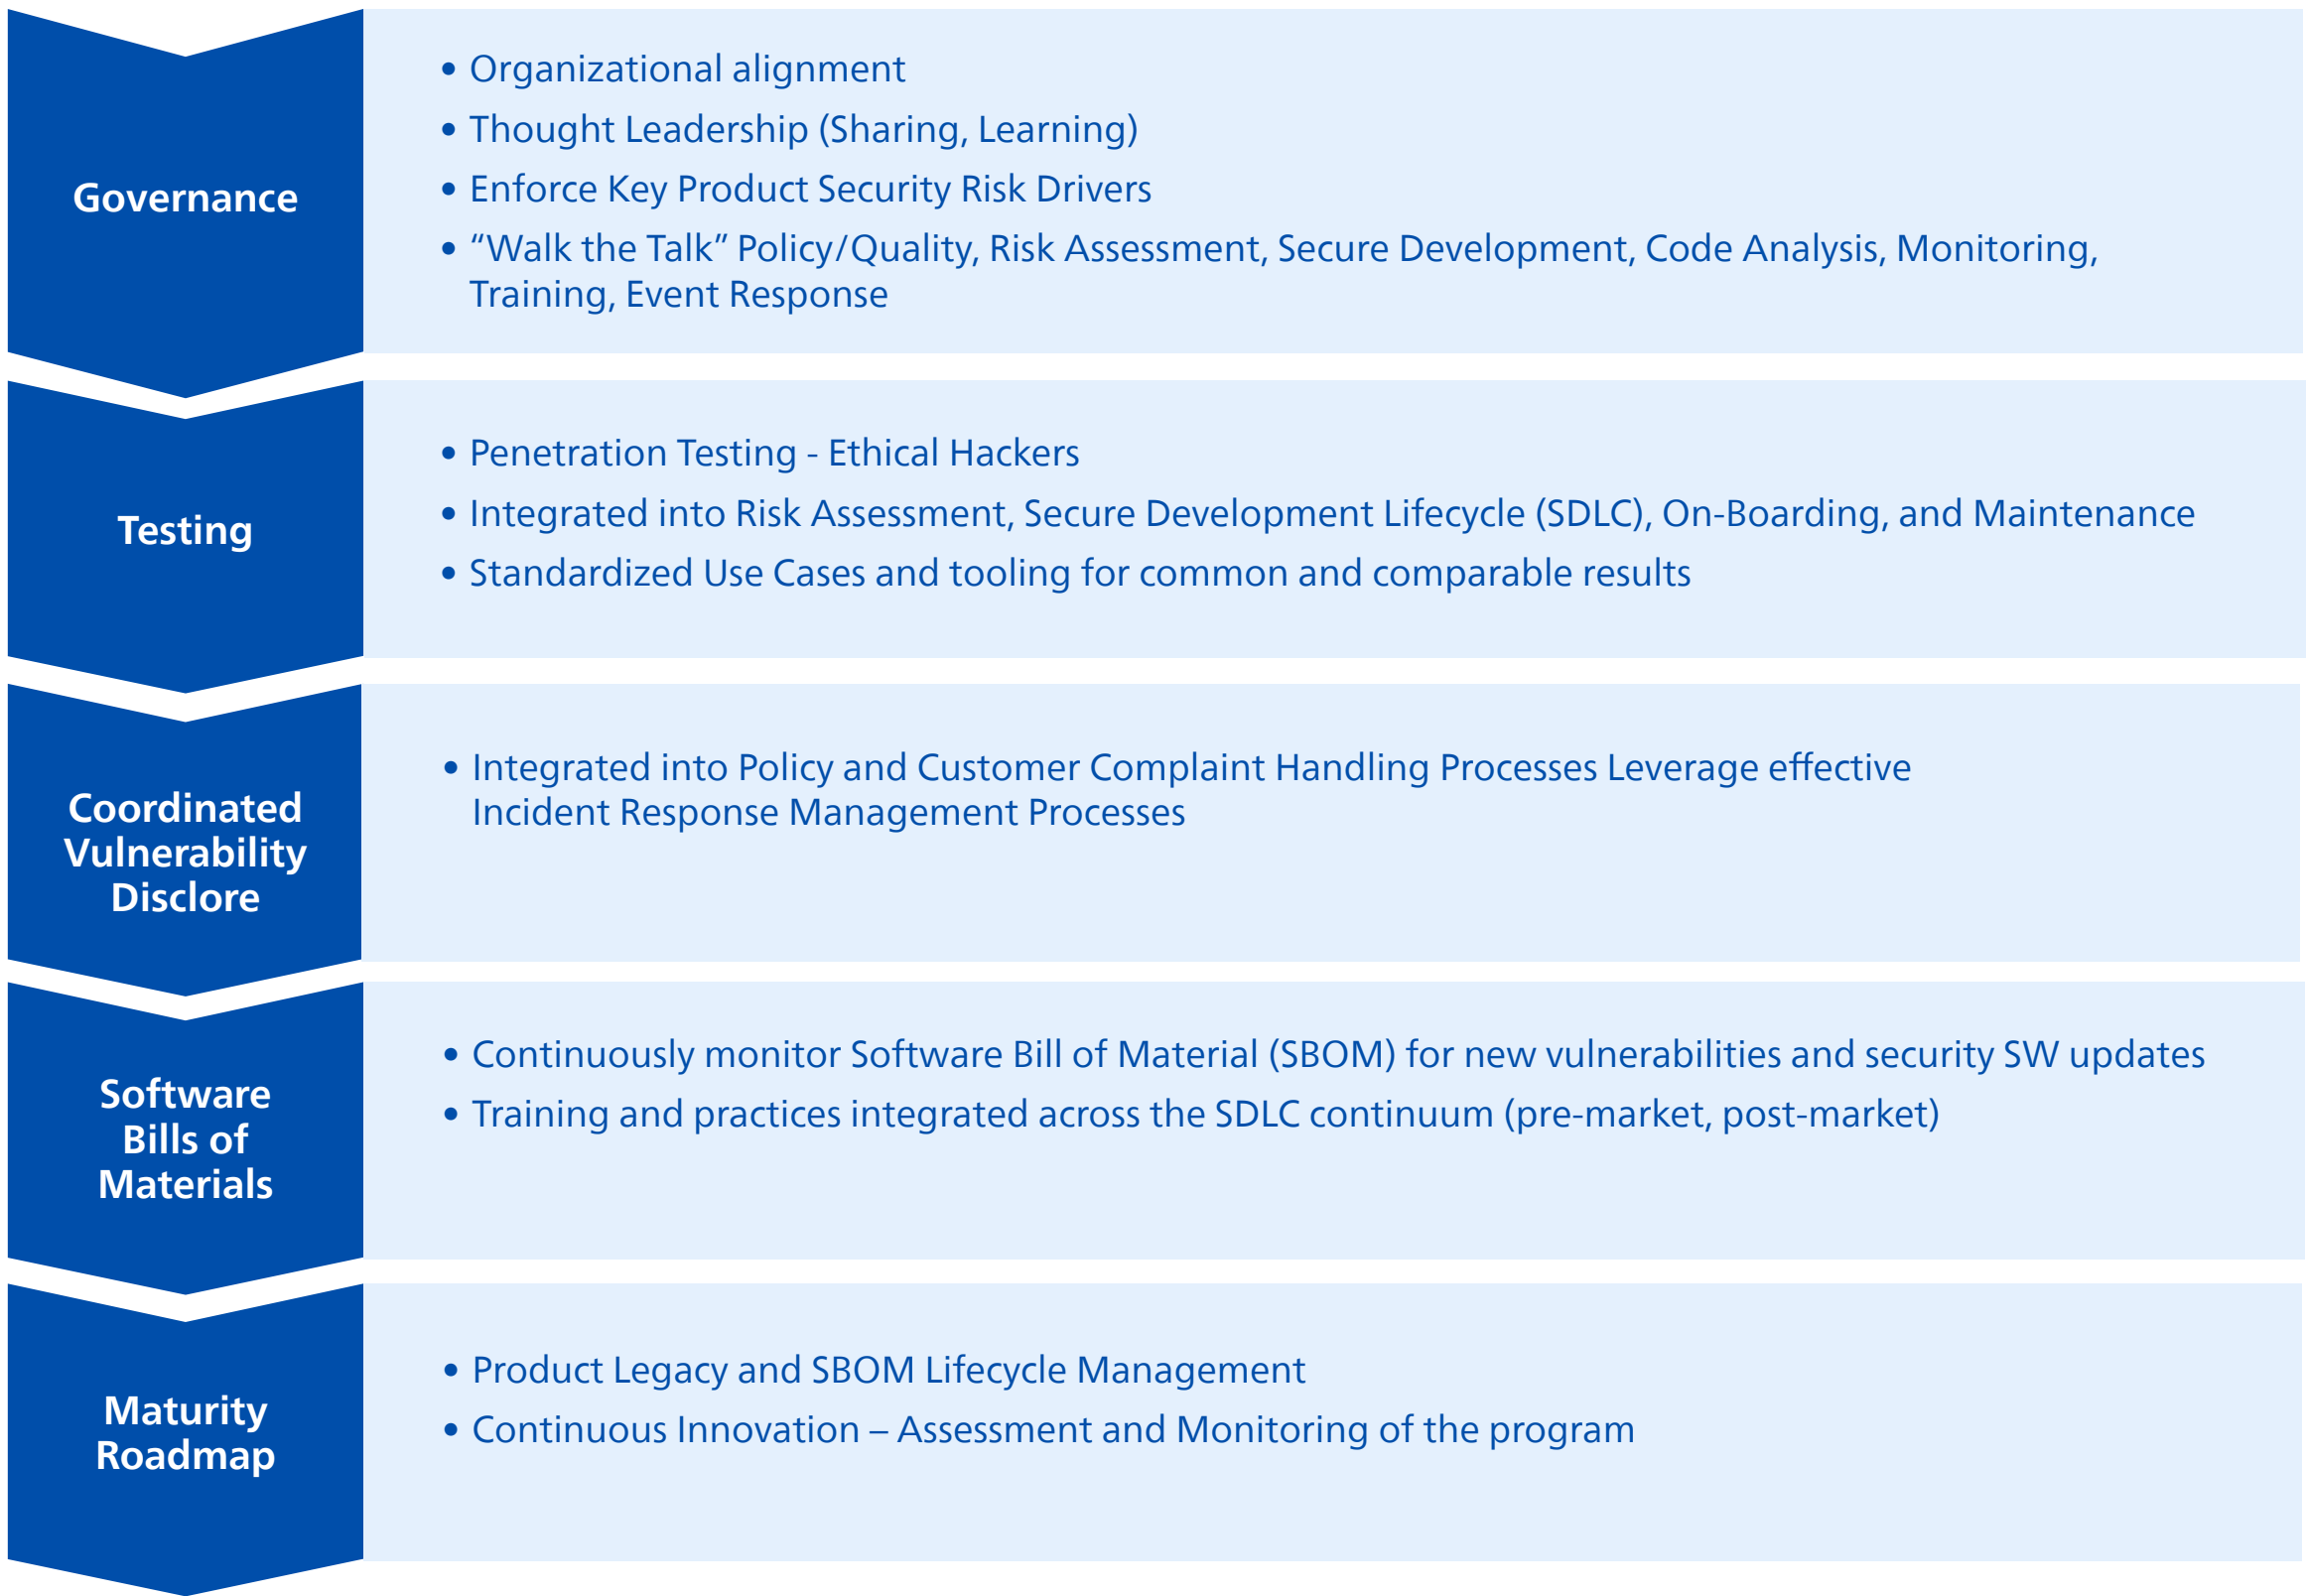 Governance
• Organizational alignment
• Thought Leadership (Sharing, Learning)
• Enforce Key Product Security Risk Drivers
• “Walk the Talk” Policy/Quality, Risk Assessment, Secure Development, Code Analysis, Monitoring,
Training, Event Response
Testing
• Penetration Testing - Ethical Hackers
• Integrated into Risk Assessment, Secure Development Lifecycle (SDLC), On-Boarding, and Maintenance
• Standardized Use Cases and tooling for common and comparable results
Coordinated
Vulnerability
Disclore
• Integrated into Policy and Customer Complaint Handling Processes Leverage effective
Incident Response Management Processes
Software
Bills of
Materials
• Continuously monitor Software Bill of Material (SBOM) for new vulnerabilities and security SW updates
• Training and practices integrated across the SDLC continuum (pre-market, post-market)
Maturity
Roadmap
• Product Legacy and SBOM Lifecycle Management
• Continuous Innovation – Assessment and Monitoring of the program